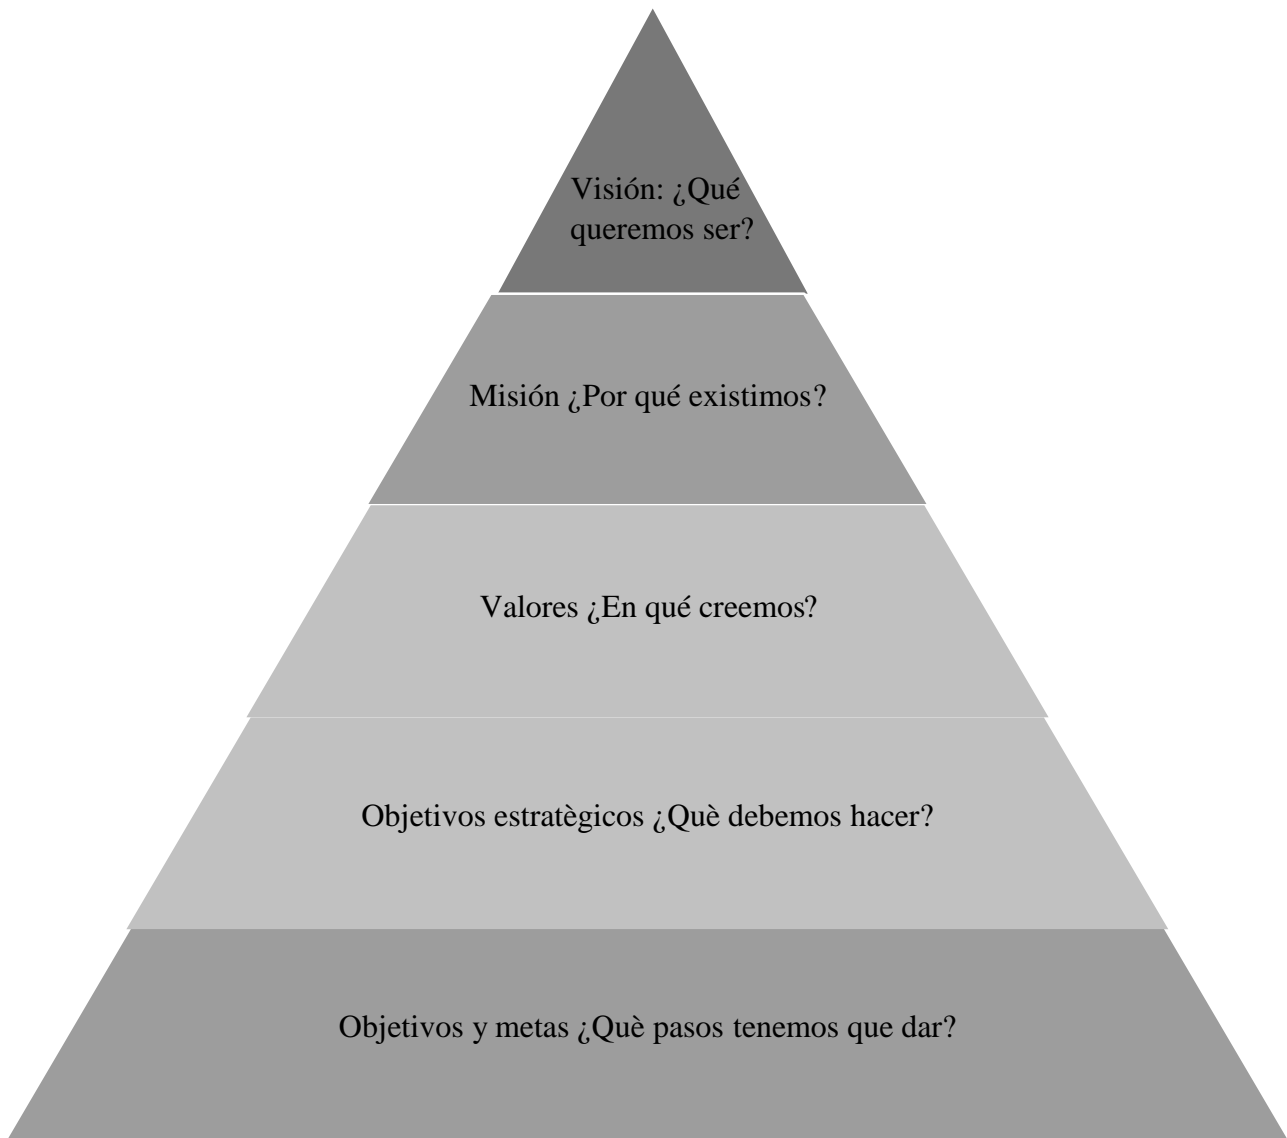 Visión: ¿Qué
queremos ser?
Misión ¿Por qué existimos?
Valores ¿En qué creemos?
Objetivos estratègicos ¿Què debemos hacer?
Objetivos y metas ¿Què pasos tenemos que dar?